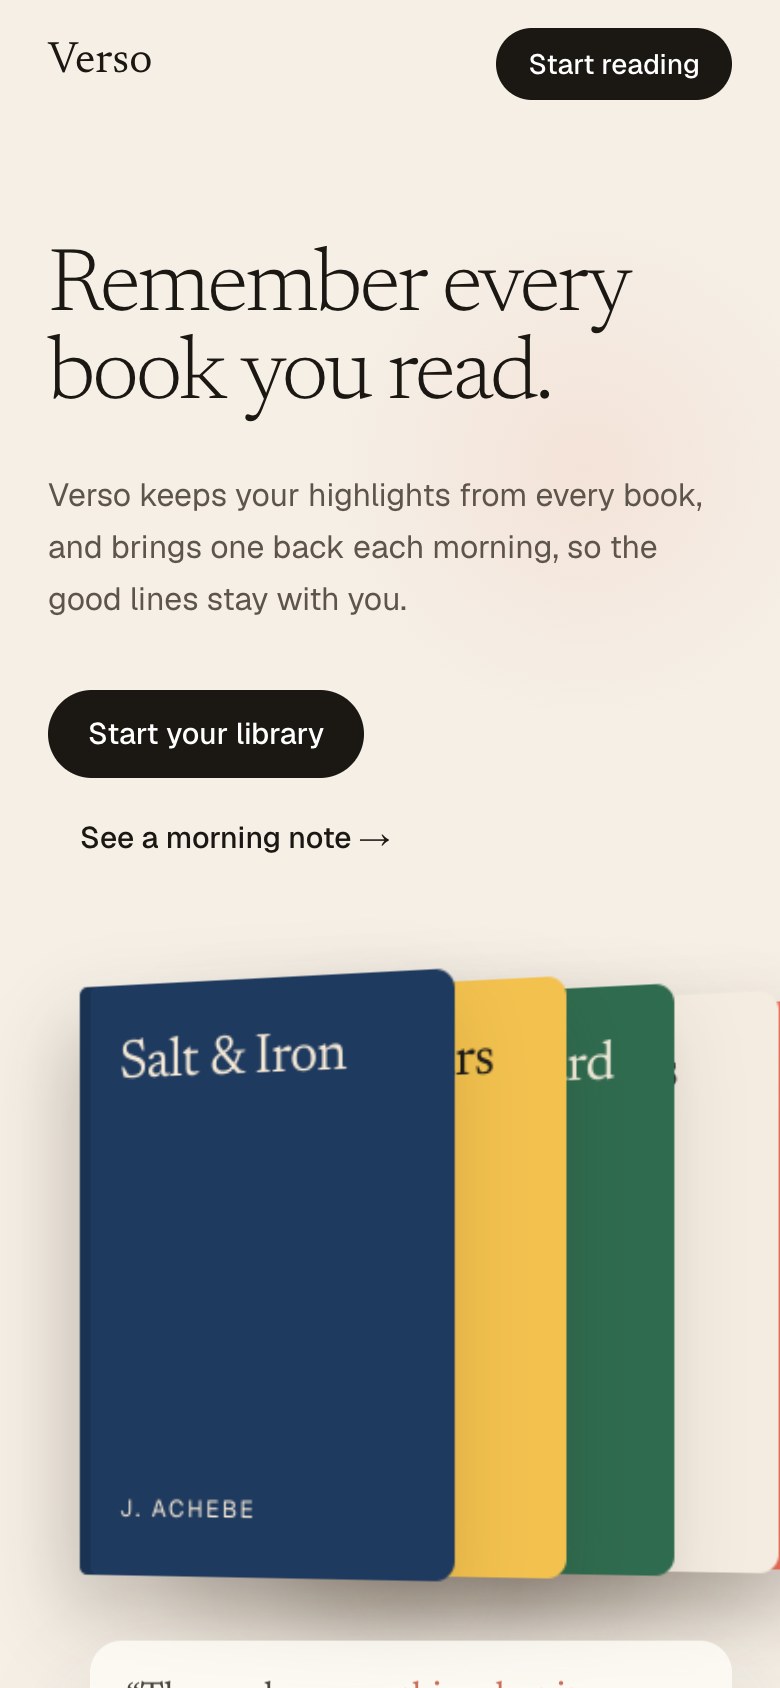 Verso
Start reading
Remember every
book you read.
Verso keeps your highlights from every book,
and brings one back each morning, so the
good lines stay with you.
Start your library
See a morning note →
Salt & Iron
rs
rd
J. ACHEBE